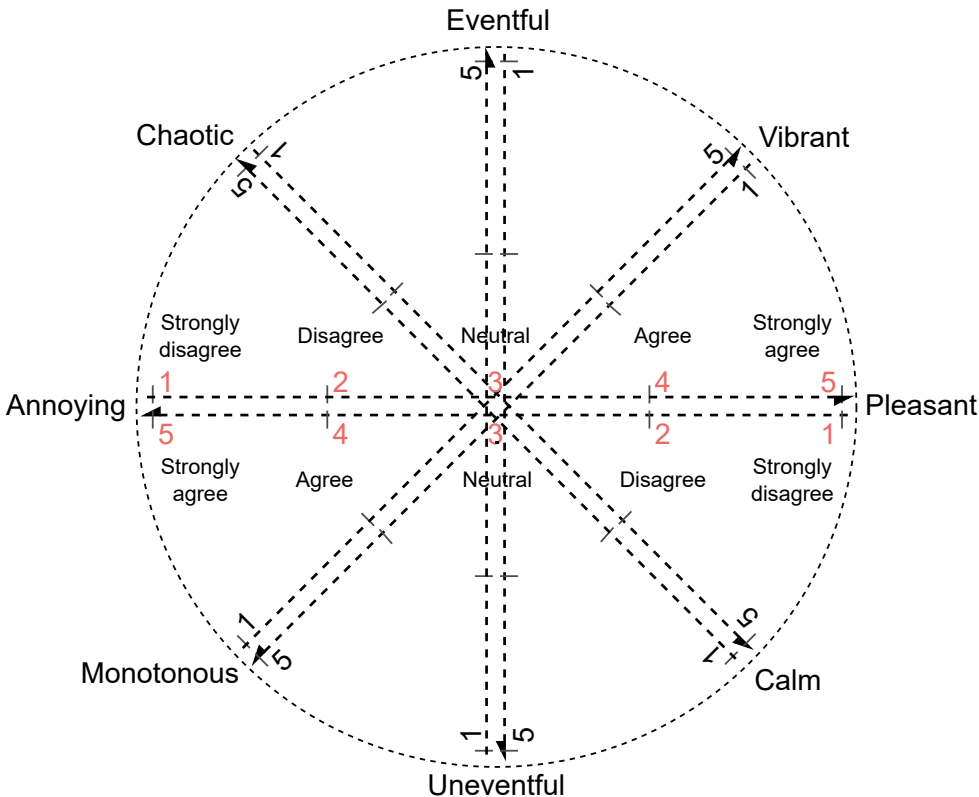 Eventful
5 1
Chaotic
1
5
Vibrant
5
1
Strongly
disagree
Disagree
Neutral
Agree
Strongly
agree
1 2 3 4 5
Annoying
Pleasant
5 4 3 2 1
Strongly
agree
Agree
Neutral
Disagree
Strongly
disagree
1
5
Monotonous
5
1
Calm
1 5
Uneventful